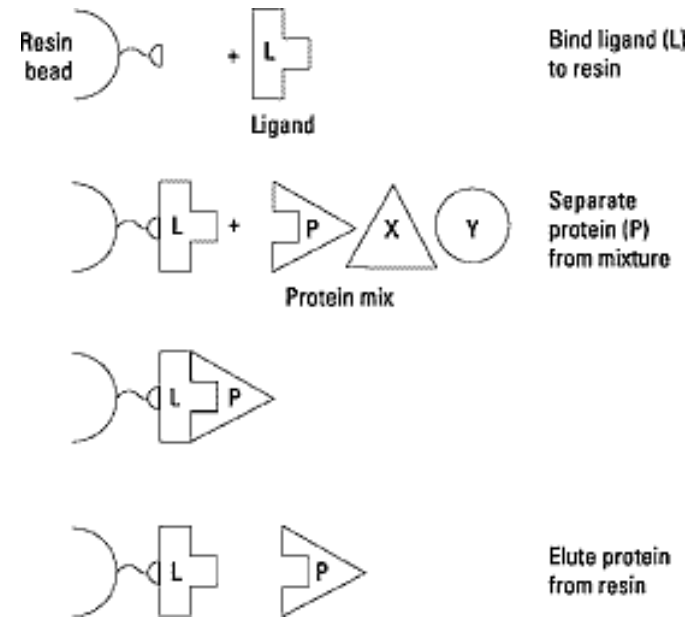 Resin
bead
+
L
Ligand
Bind ligand (L)
to resin
L
+
P
X
Y
Protein mix
Separate
protein (P)
from mixture
L
P
L
P
Elute protein
from resin